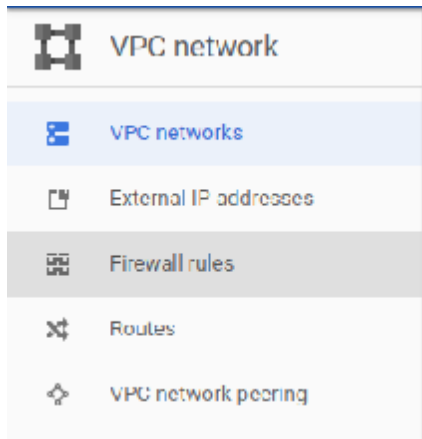 VPC network
VPC networks
External IP addresses
Firewall rules
Routes
VPC network peering